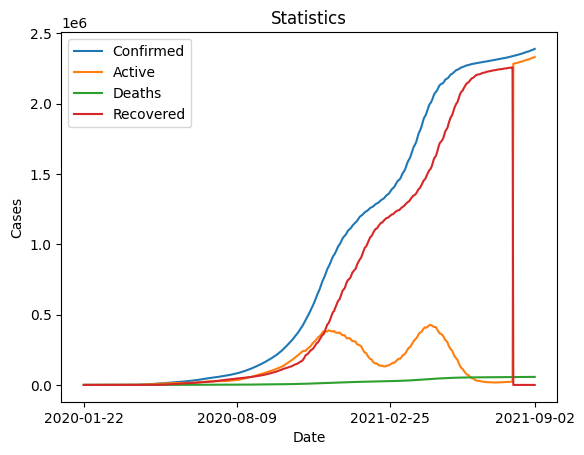 Statistics
1e6
2.5
2.0
1.5
1.0
0.5
0.0
Cases
Confirmed
Active
Deaths
Recovered
2020-01-22 2020-08-09 2021-02-25 2021-09-02
Date